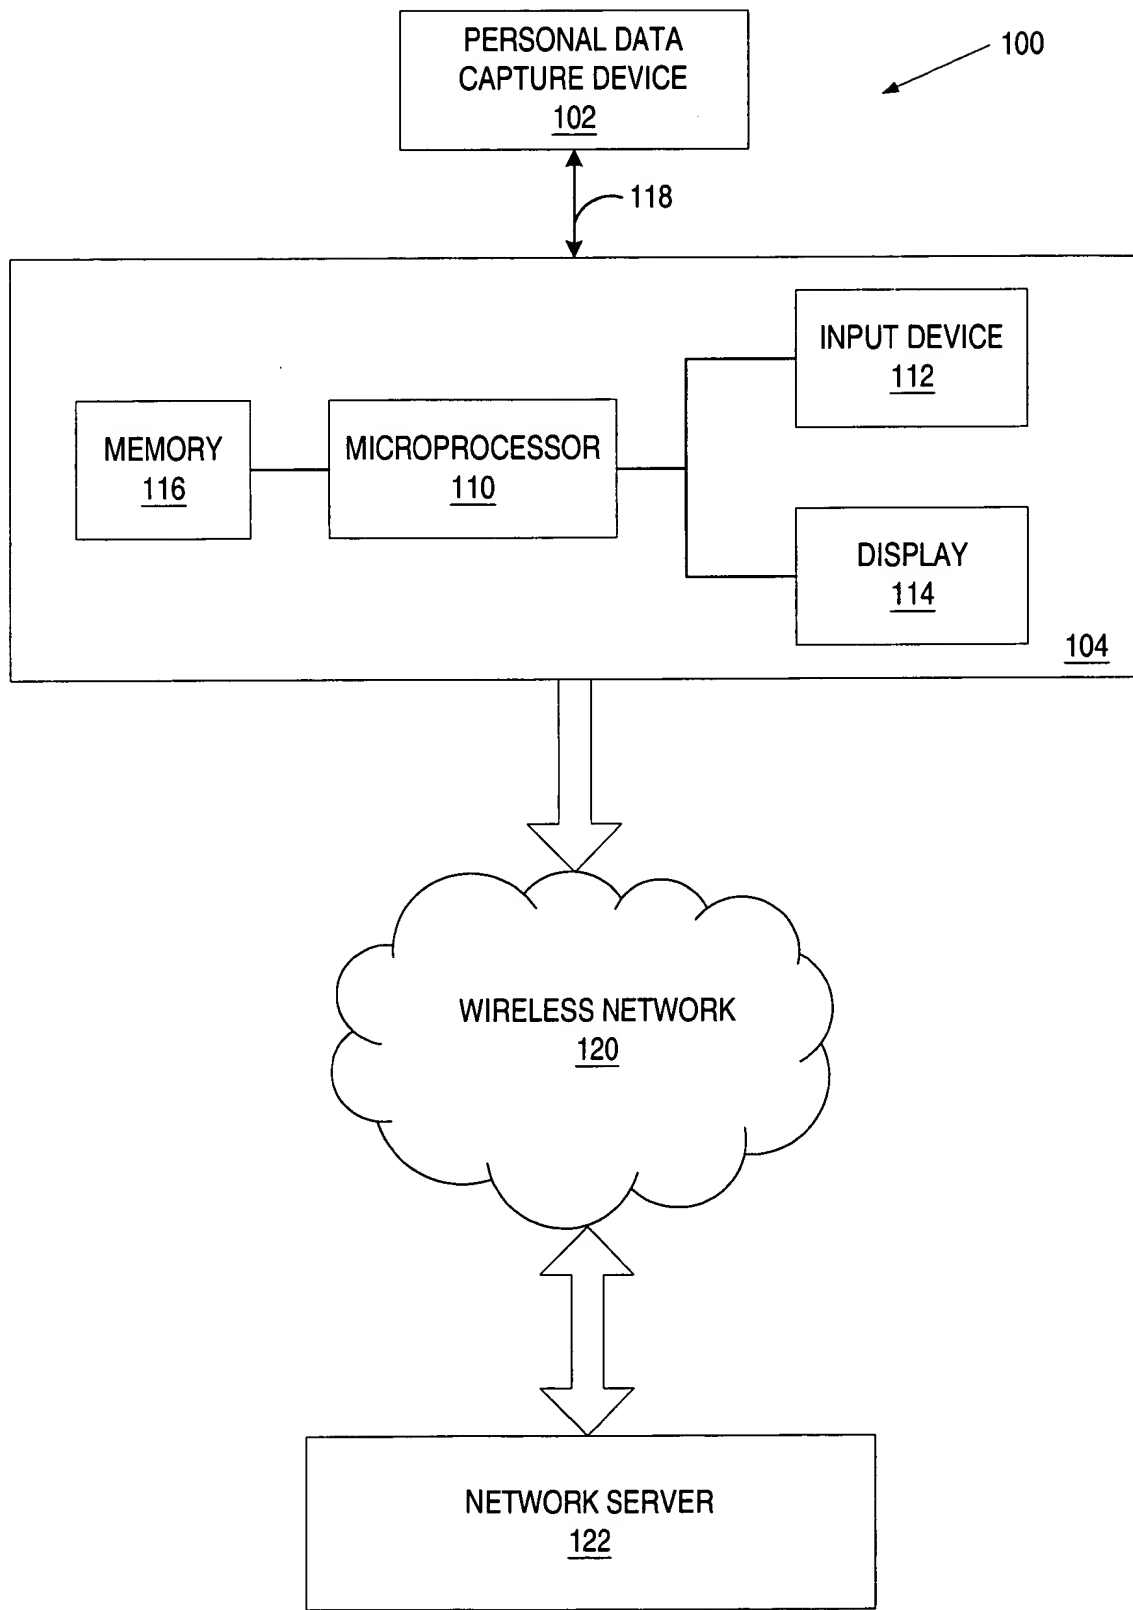 PERSONAL DATA
CAPTURE DEVICE
102
100
118
INPUT DEVICE
112
MEMORY
116
MICROPROCESSOR
110
DISPLAY
114
104
WIRELESS NETWORK
120
NETWORK SERVER
122